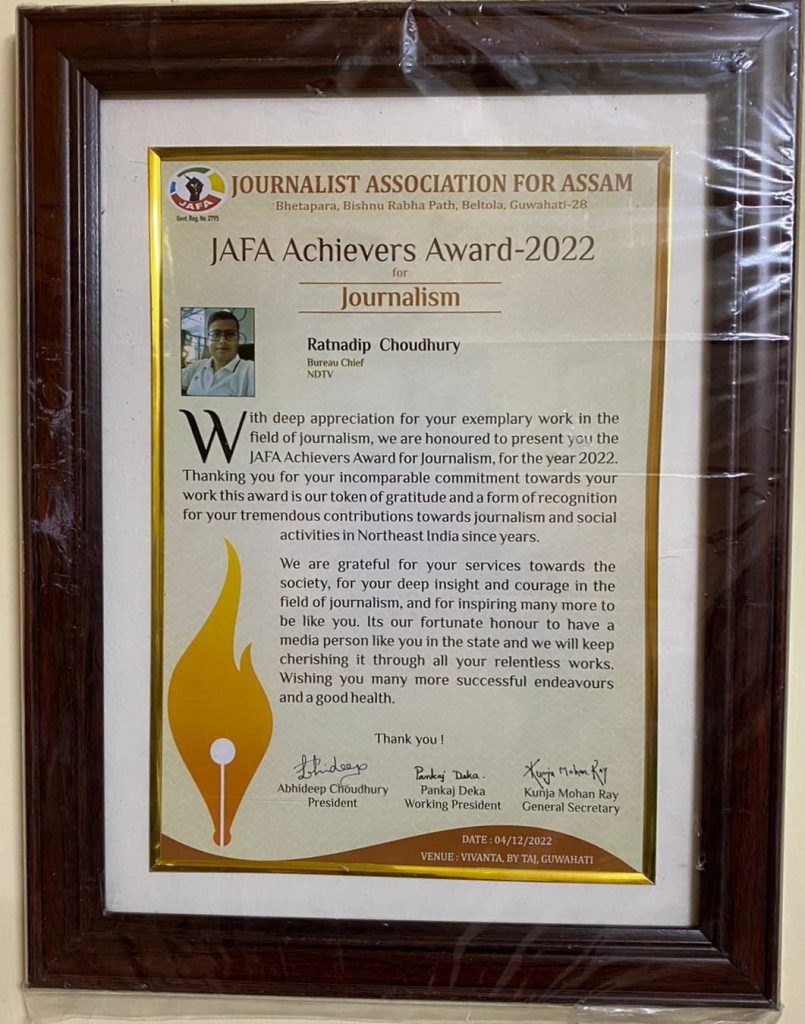 JAFA
Govt. Reg. No. 2795
JOURNALIST ASSOCIATION FOR ASSAM
Bhetapara, Bishnu Rabha Path, Beltola, Guwahati-28
JAFA Achievers Award-2022
for
Journalism
Ratnadip Choudhury
Bureau Chief
NDTV
With deep appreciation for your exemplary work in the
field of journalism, we are honoured to present you the
JAFA Achievers Award for Journalism, for the year 2022.
Thanking you for your incomparable commitment towards your
work this award is our token of gratitude and a form of recognition
for your tremendous contributions towards journalism and social
activities in Northeast India since years.
We are grateful for your services towards the
society, for your deep insight and courage in the
field of journalism, and for inspiring many more to
be like you. Its our fortunate honour to have a
media person like you in the state and we will keep
cherishing it through all your relentless works.
Wishing you many more successful endeavours
and a good health.
Thank you !
Abhideep Pankaj Deka. Kunja Mohan Ray
Abhideep Choudhury Pankaj Deka Kunja Mohan Ray
President Working President General Secretary
DATE : 04/12/2022
VENUE : VIVANTA, BY TAJ, GUWAHATI